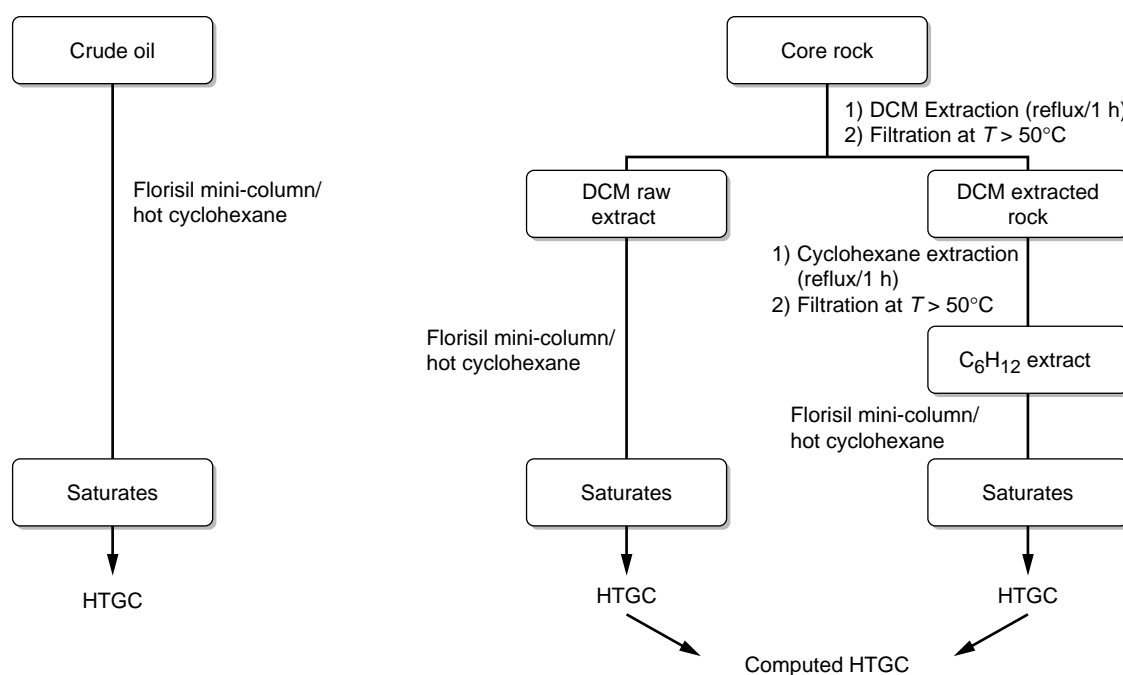 Crude oil
Florisil mini-column/
hot cyclohexane
Saturates
HTGC
Core rock
1) DCM Extraction (reflux/1 h)
2) Filtration at T > 50°C
DCM raw
extract
Florisil mini-column/
hot cyclohexane
Saturates
HTGC
DCM extracted
rock
1) Cyclohexane extraction
(reflux/1 h)
2) Filtration at T > 50°C
C6H12 extract
Florisil mini-column/
hot cyclohexane
Saturates
HTGC
Computed HTGC